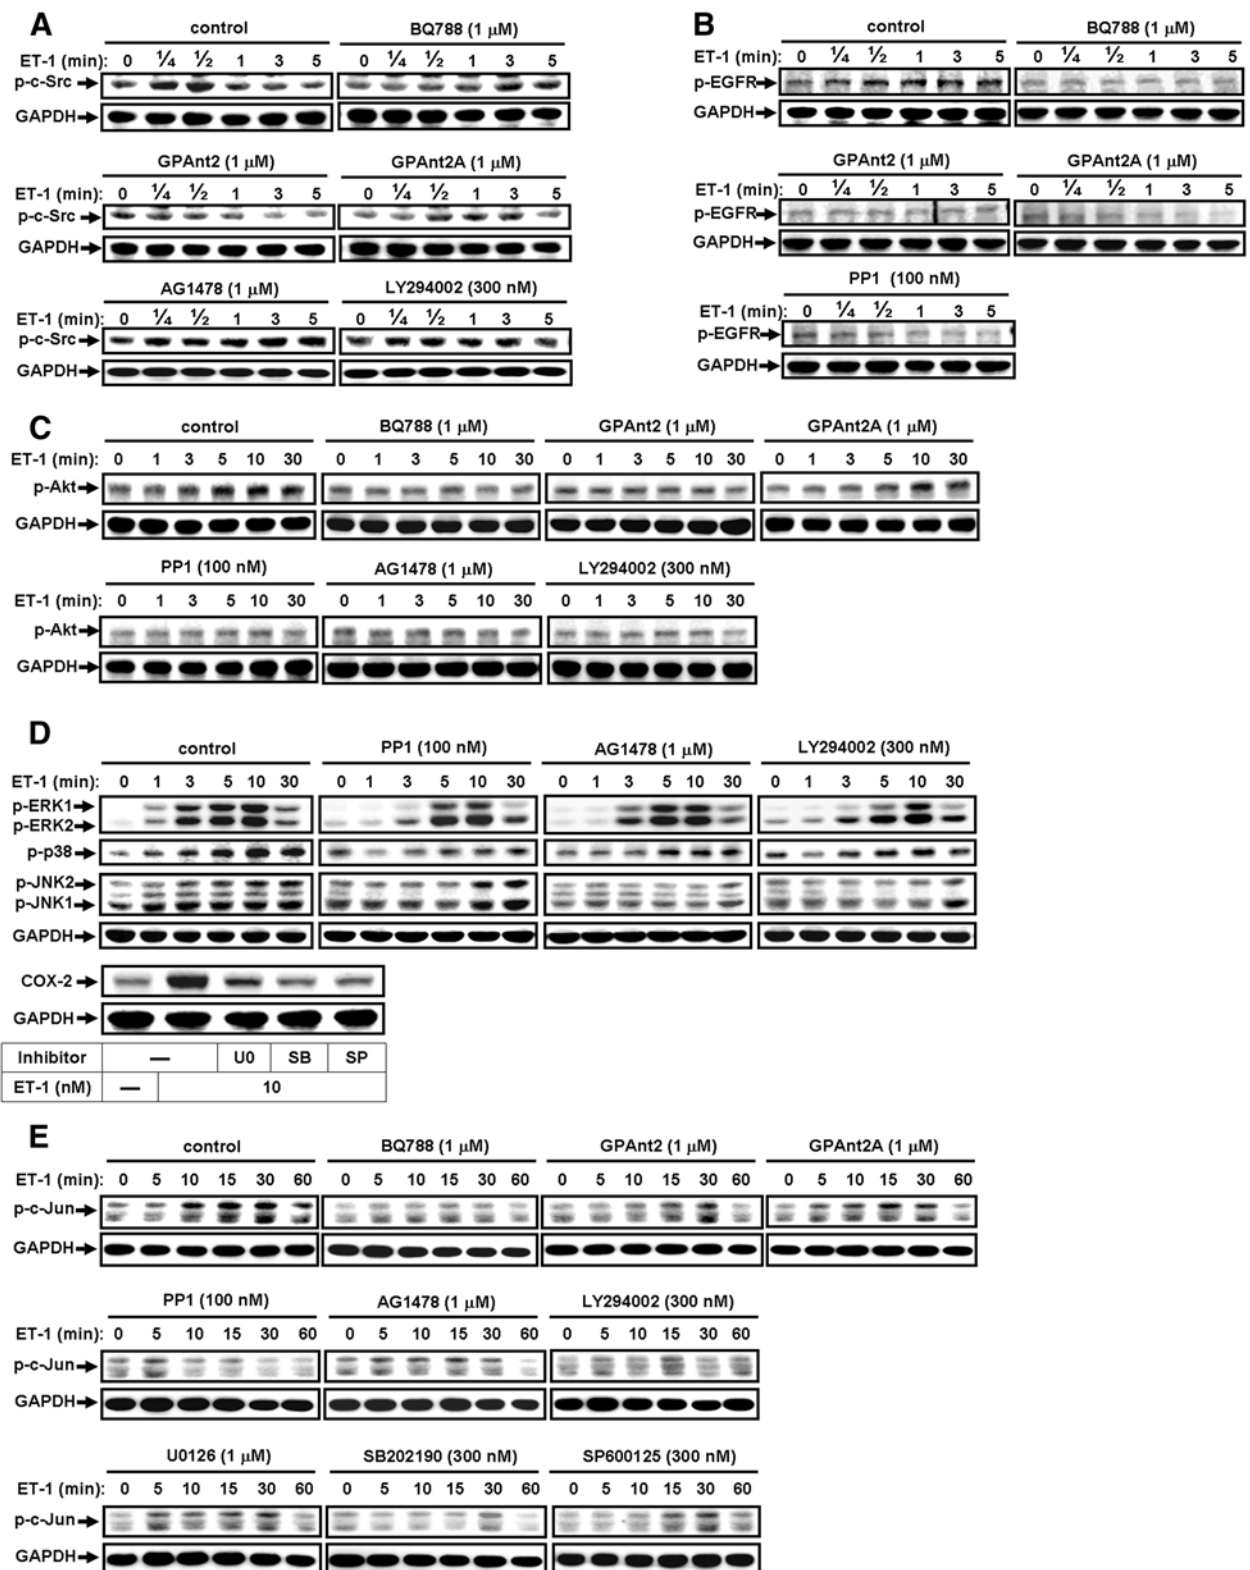 A
control BQ788 (1 μM)
ET-1 (min): 0 ¼ ½ 1 3 5 0 ¼ ½ 1 3 5
p-c-Src
GAPDH
GPAnt2 (1 μM) GPAnt2A (1 μM)
ET-1 (min): 0 ¼ ½ 1 3 5 0 ¼ ½ 1 3 5
p-c-Src
GAPDH
AG1478 (1 μM) LY294002 (300 nM)
ET-1 (min): 0 ¼ ½ 1 3 5 0 ¼ ½ 1 3 5
p-c-Src
GAPDH
B
control BQ788 (1 μM)
ET-1 (min): 0 ¼ ½ 1 3 5 0 ¼ ½ 1 3 5
p-EGFR
GAPDH
GPAnt2 (1 μM) GPAnt2A (1 μM)
ET-1 (min): 0 ¼ ½ 1 3 5 0 ¼ ½ 1 3 5
p-EGFR
GAPDH
PP1 (100 nM)
ET-1 (min): 0 ¼ ½ 1 3 5
p-EGFR
GAPDH
C
control BQ788 (1 μM) GPAnt2 (1 μM) GPAnt2A (1 μM)
ET-1 (min): 0 1 3 5 10 30 0 1 3 5 10 30 0 1 3 5 10 30 0 1 3 5 10 30
p-Akt
GAPDH
PP1 (100 nM) AG1478 (1 μM) LY294002 (300 nM)
ET-1 (min): 0 1 3 5 10 30 0 1 3 5 10 30 0 1 3 5 10 30
p-Akt
GAPDH
D
control PP1 (100 nM) AG1478 (1 μM) LY294002 (300 nM)
ET-1 (min): 0 1 3 5 10 30 0 1 3 5 10 30 0 1 3 5 10 30 0 1 3 5 10 30
p-ERK1
p-ERK2
p-p38
p-JNK2
p-JNK1
GAPDH
COX-2
GAPDH
Inhibitor — U0 SB SP
ET-1 (nM) — 10
E
control BQ788 (1 μM) GPAnt2 (1 μM) GPAnt2A (1 μM)
ET-1 (min): 0 5 10 15 30 60 0 5 10 15 30 60 0 5 10 15 30 60 0 5 10 15 30 60
p-c-Jun
GAPDH
PP1 (100 nM) AG1478 (1 μM) LY294002 (300 nM)
ET-1 (min): 0 5 10 15 30 60 0 5 10 15 30 60 0 5 10 15 30 60
p-c-Jun
GAPDH
U0126 (1 μM) SB202190 (300 nM) SP600125 (300 nM)
ET-1 (min): 0 5 10 15 30 60 0 5 10 15 30 60 0 5 10 15 30 60
p-c-Jun
GAPDH